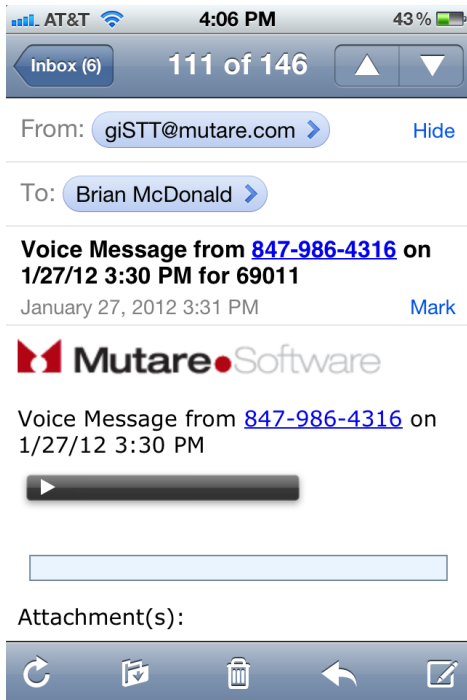 AT&T 4:06 PM 43%
Inbox (6) 111 of 146
From: giSTT@mutare.com Hide
To: Brian McDonald
Voice Message from 847-986-4316 on
1/27/12 3:30 PM for 69011
January 27, 2012 3:31 PM Mark
Mutare Software
Voice Message from 847-986-4316 on
1/27/12 3:30 PM
Attachment(s):